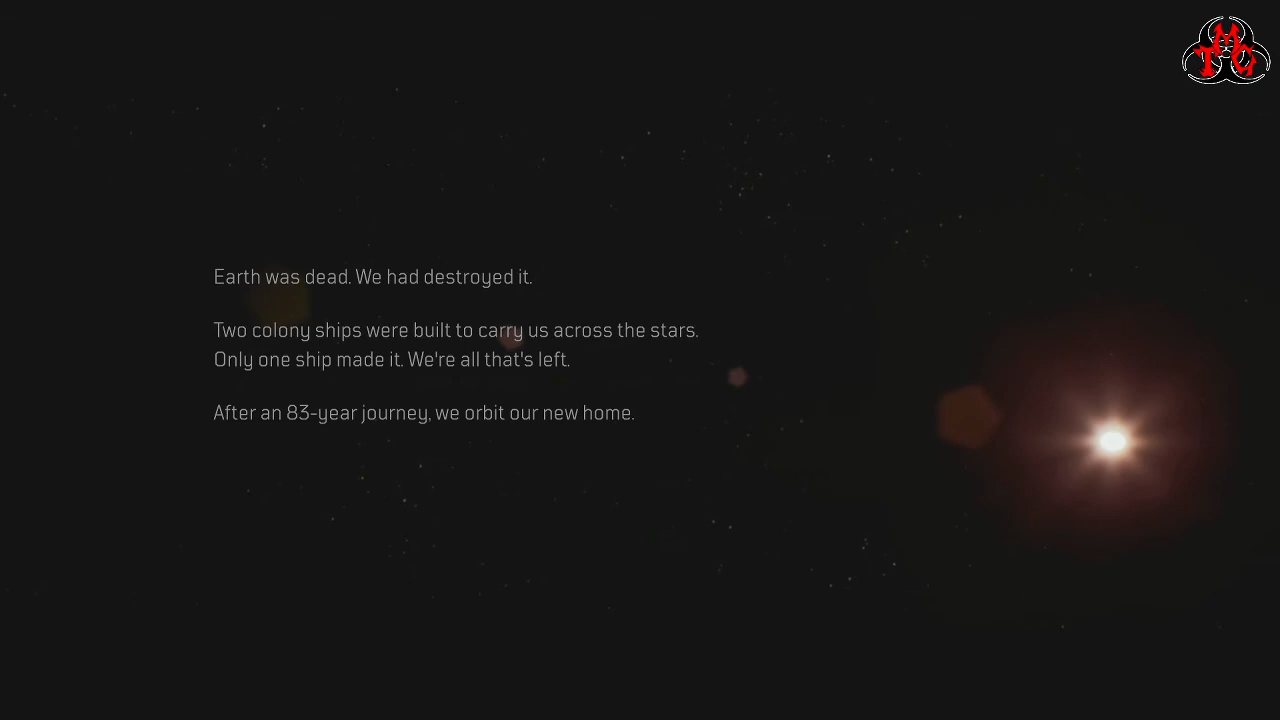 TMG
Earth was dead. We had destroyed it.
Two colony ships were built to carry us across the stars.
Only one ship made it. We're all that's left.
After an 83-year journey, we orbit our new home.